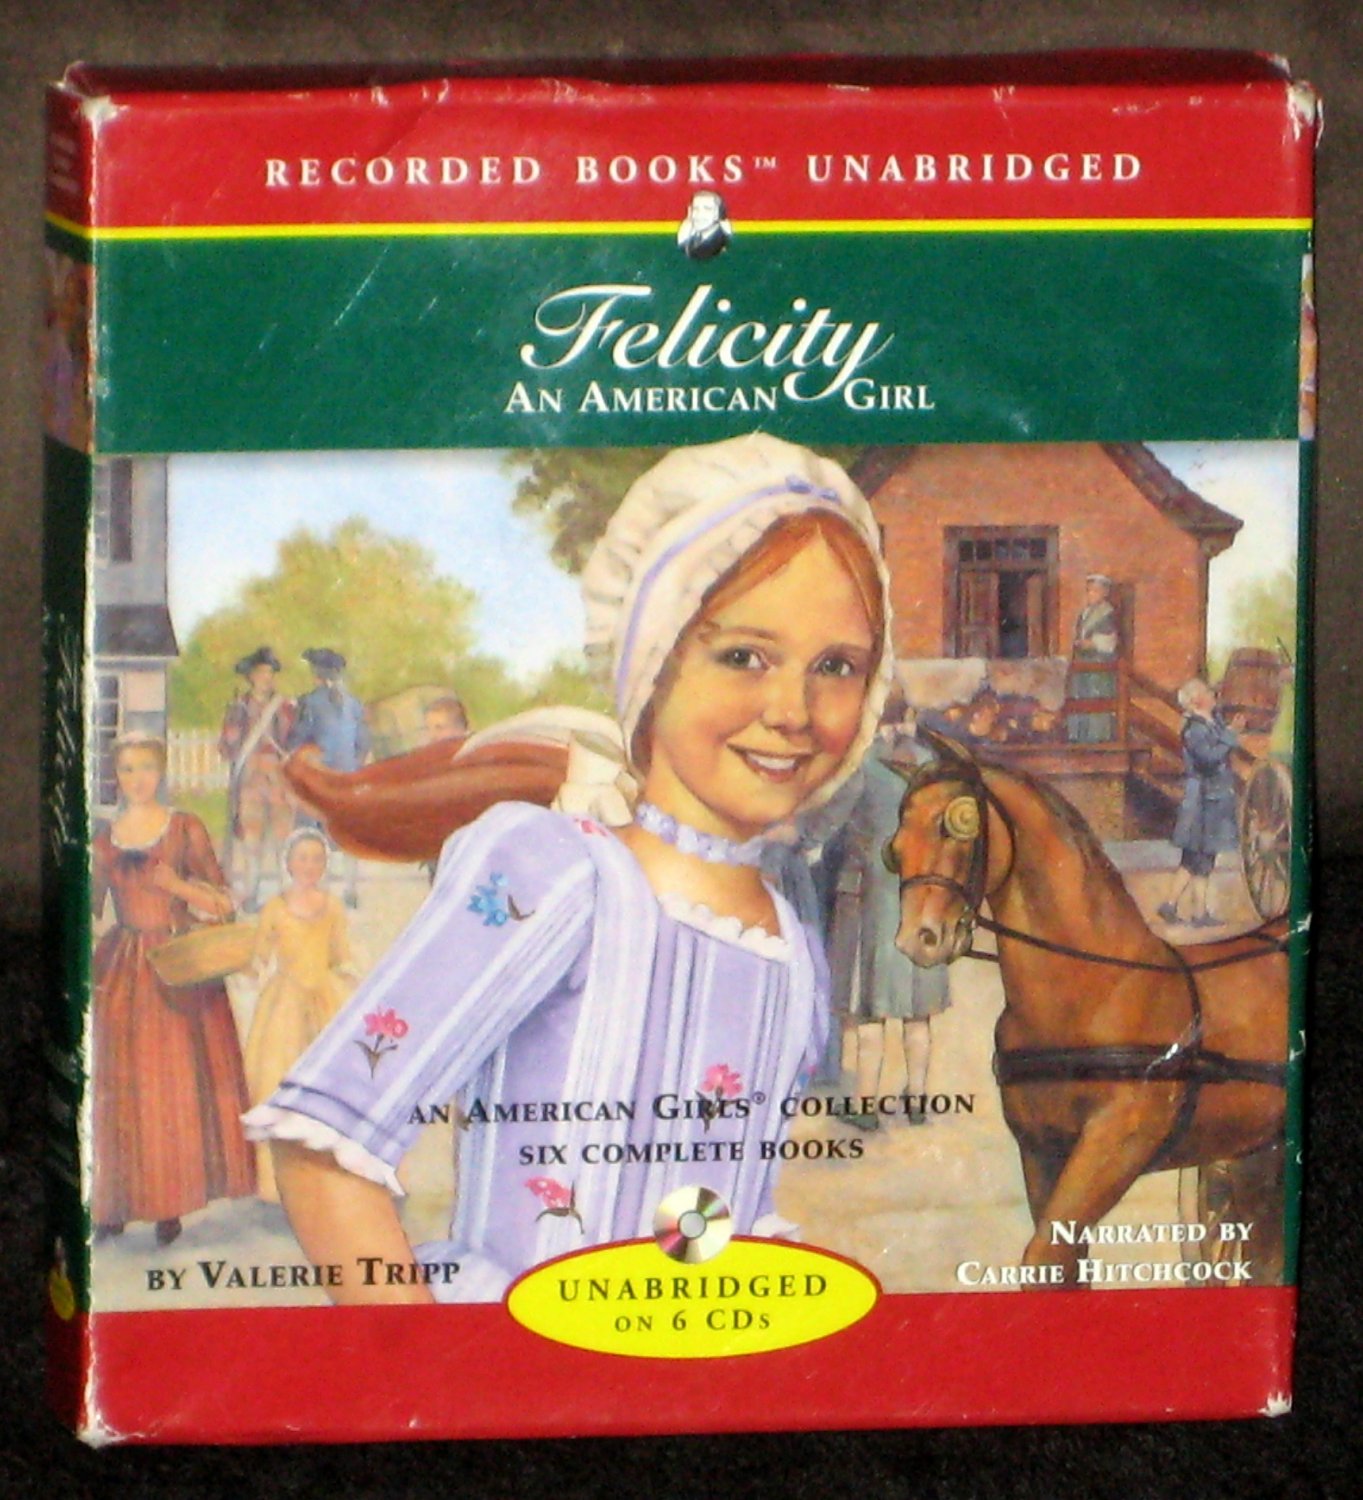 RECORDED BOOKS™ UNABRIDGED
Felicity
AN AMERICAN GIRL
AN AMERICAN GIRLS® COLLECTION
SIX COMPLETE BOOKS
BY VALERIE TRIPP
NARRATED BY
CARRIE HITCHCOCK
UNABRIDGED
ON 6 CDs